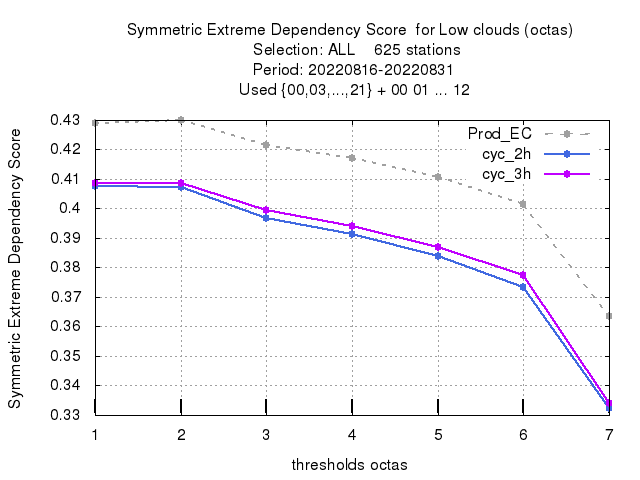 Symmetric Extreme Dependency Score  for Low clouds (octas)
Selection: ALL    625 stations
Period: 20220816-20220831
Used {00,03,...,21} + 00 01 ... 12
Symmetric Extreme Dependency Score
0.43
0.42
0.41
0.4
0.39
0.38
0.37
0.36
0.35
0.34
0.33
Prod_EC
cyc_2h
cyc_3h
1 2 3 4 5 6 7
thresholds octas